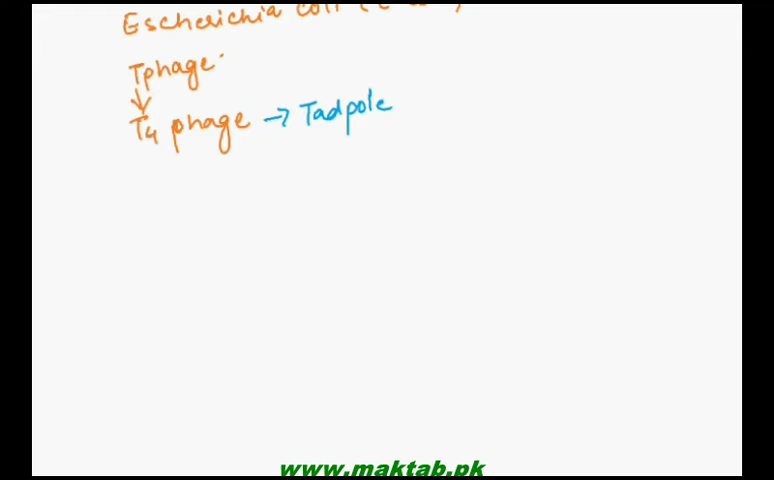 Escherichia coli (
Tphage
↓
T4 phage → Tadpole
www.maktab.pk